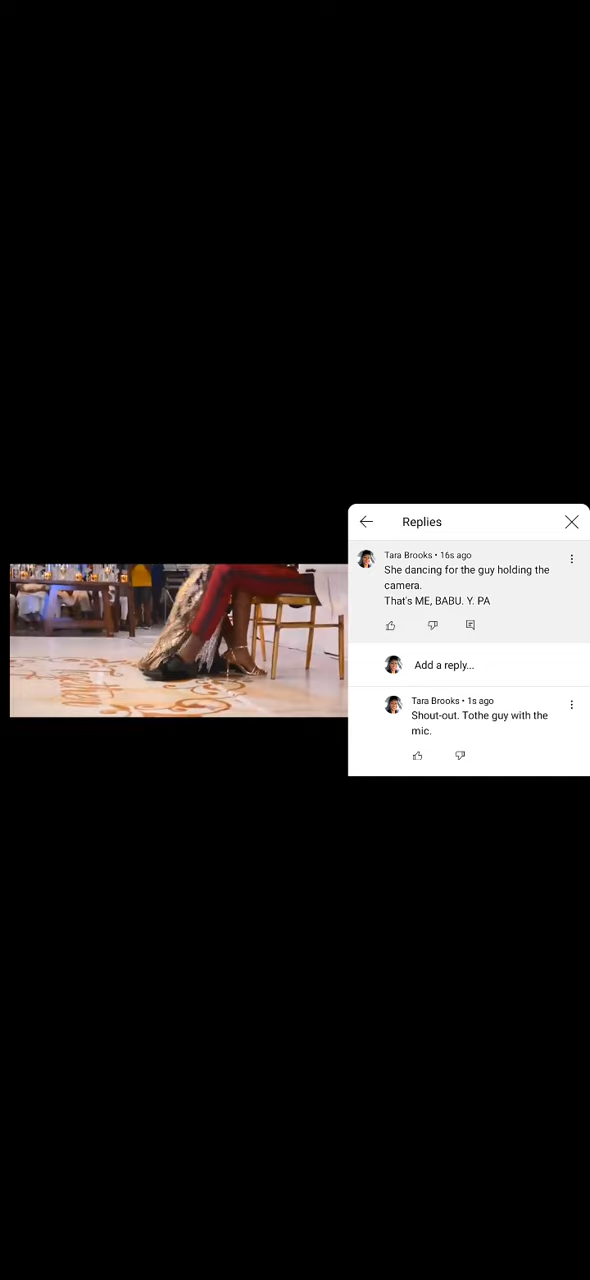 Replies
Tara Brooks • 16s ago
She dancing for the guy holding the
camera.
That's ME, BABU. Y. PA
Add a reply...
Tara Brooks • 1s ago
Shout-out. Tothe guy with the
mic.